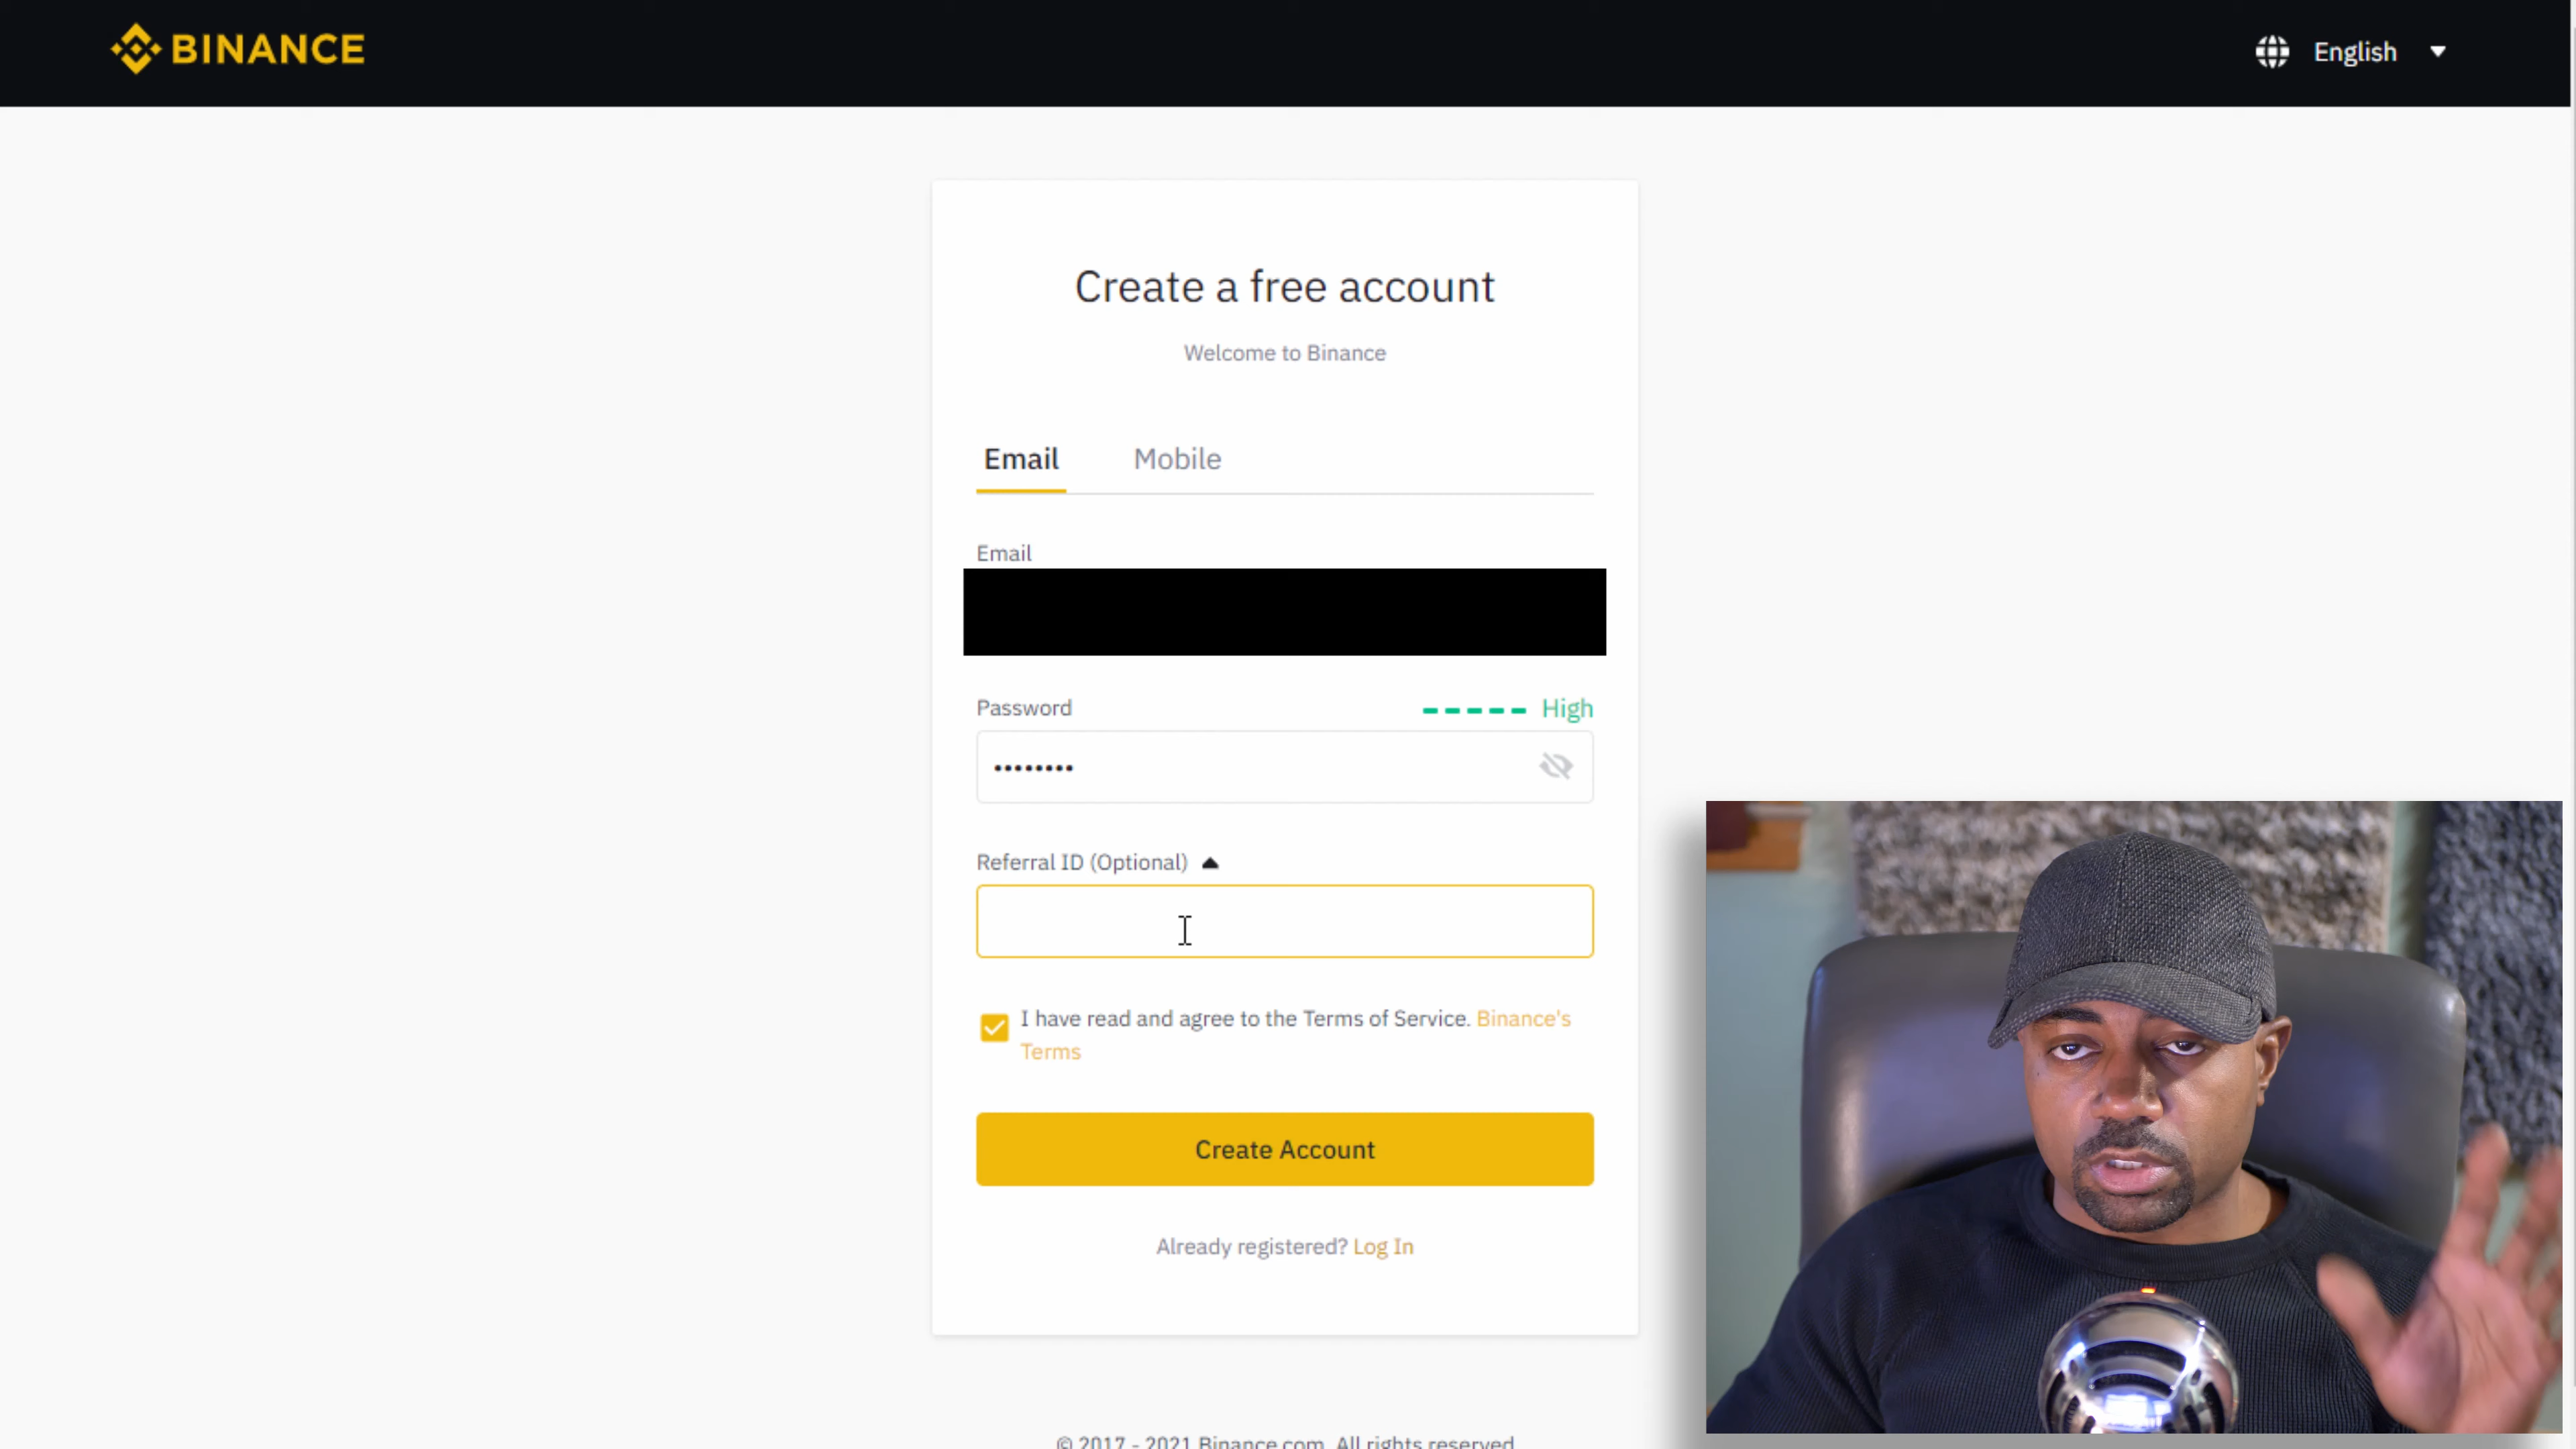 BINANCE
English
Create a free account
Welcome to Binance
Email Mobile
Email
Password High
••••••••
Referral ID (Optional)
I have read and agree to the Terms of Service. Binance's
Terms
Create Account
Already registered? Log In
© 2017 - 2021 Binance.com. All rights reserved